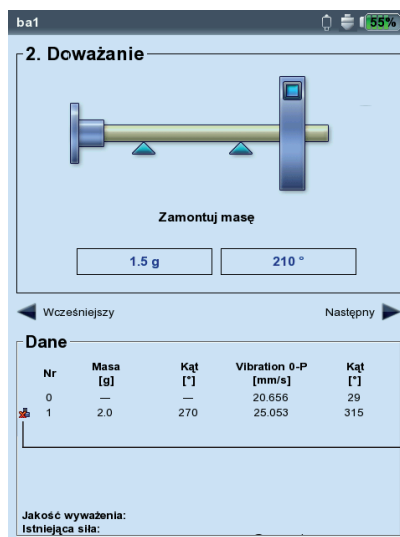 ba1 55%
2. Doważanie
Zamontuj masę
1.5 g 210 °
Wcześniejszy Następny
Dane
Nr Masa [g] Kąt [°] Vibration 0-P [mm/s] Kąt [°]
0 — — 20.656 29
1 2.0 270 25.053 315
Jakość wyważenia:
Istniejąca siła: